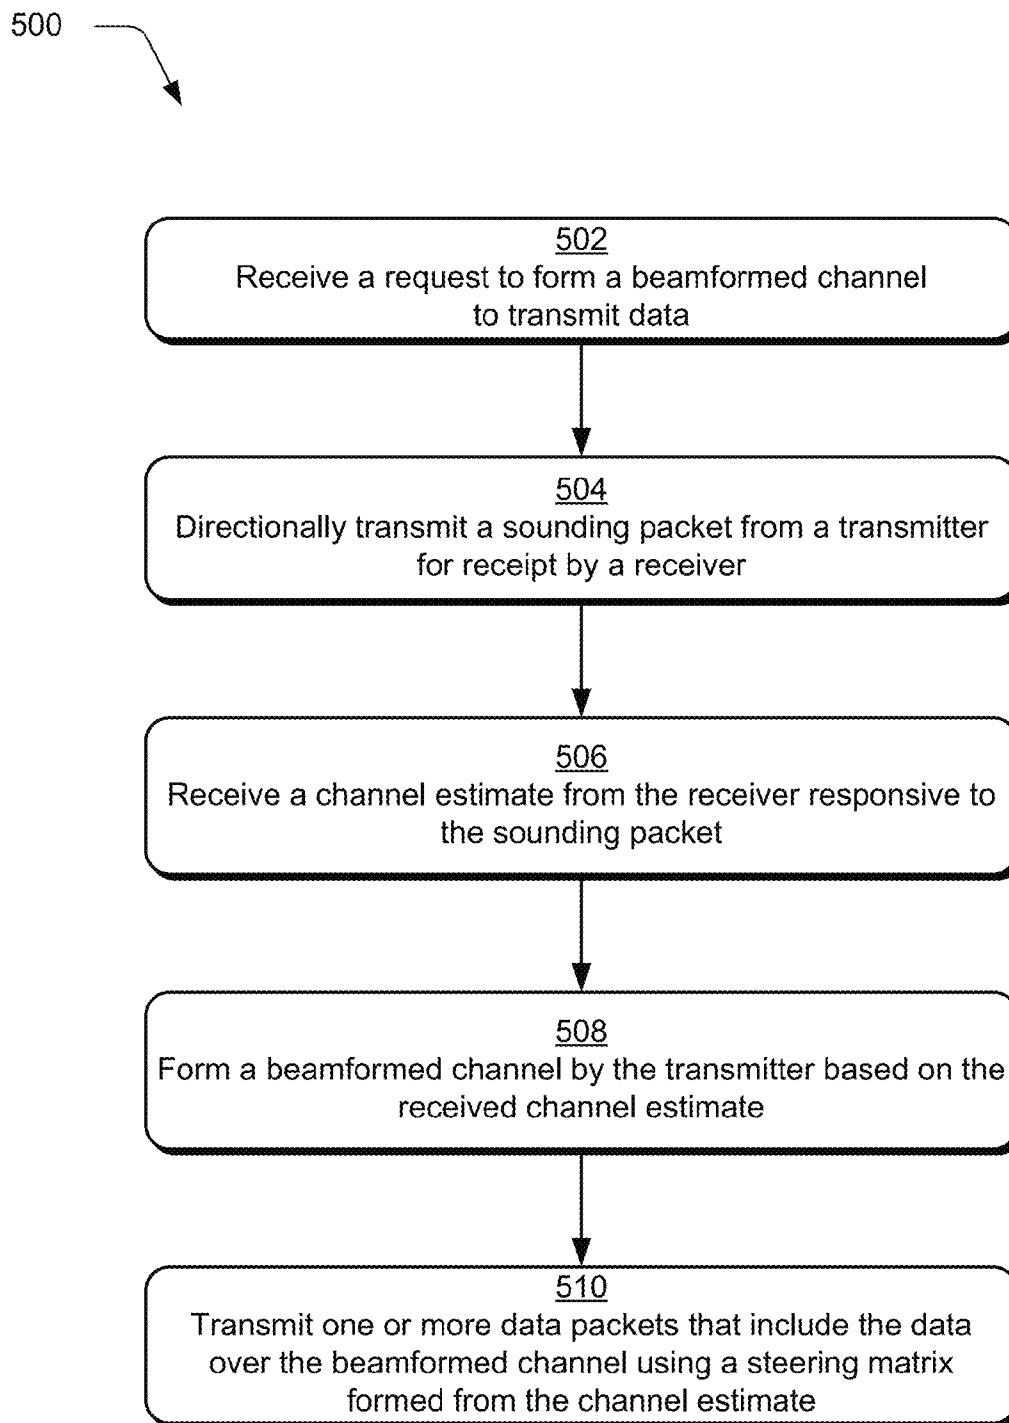 500
502
Receive a request to form a beamformed channel
to transmit data
504
Directionally transmit a sounding packet from a transmitter
for receipt by a receiver
506
Receive a channel estimate from the receiver responsive to
the sounding packet
508
Form a beamformed channel by the transmitter based on the
received channel estimate
510
Transmit one or more data packets that include the data
over the beamformed channel using a steering matrix
formed from the channel estimate